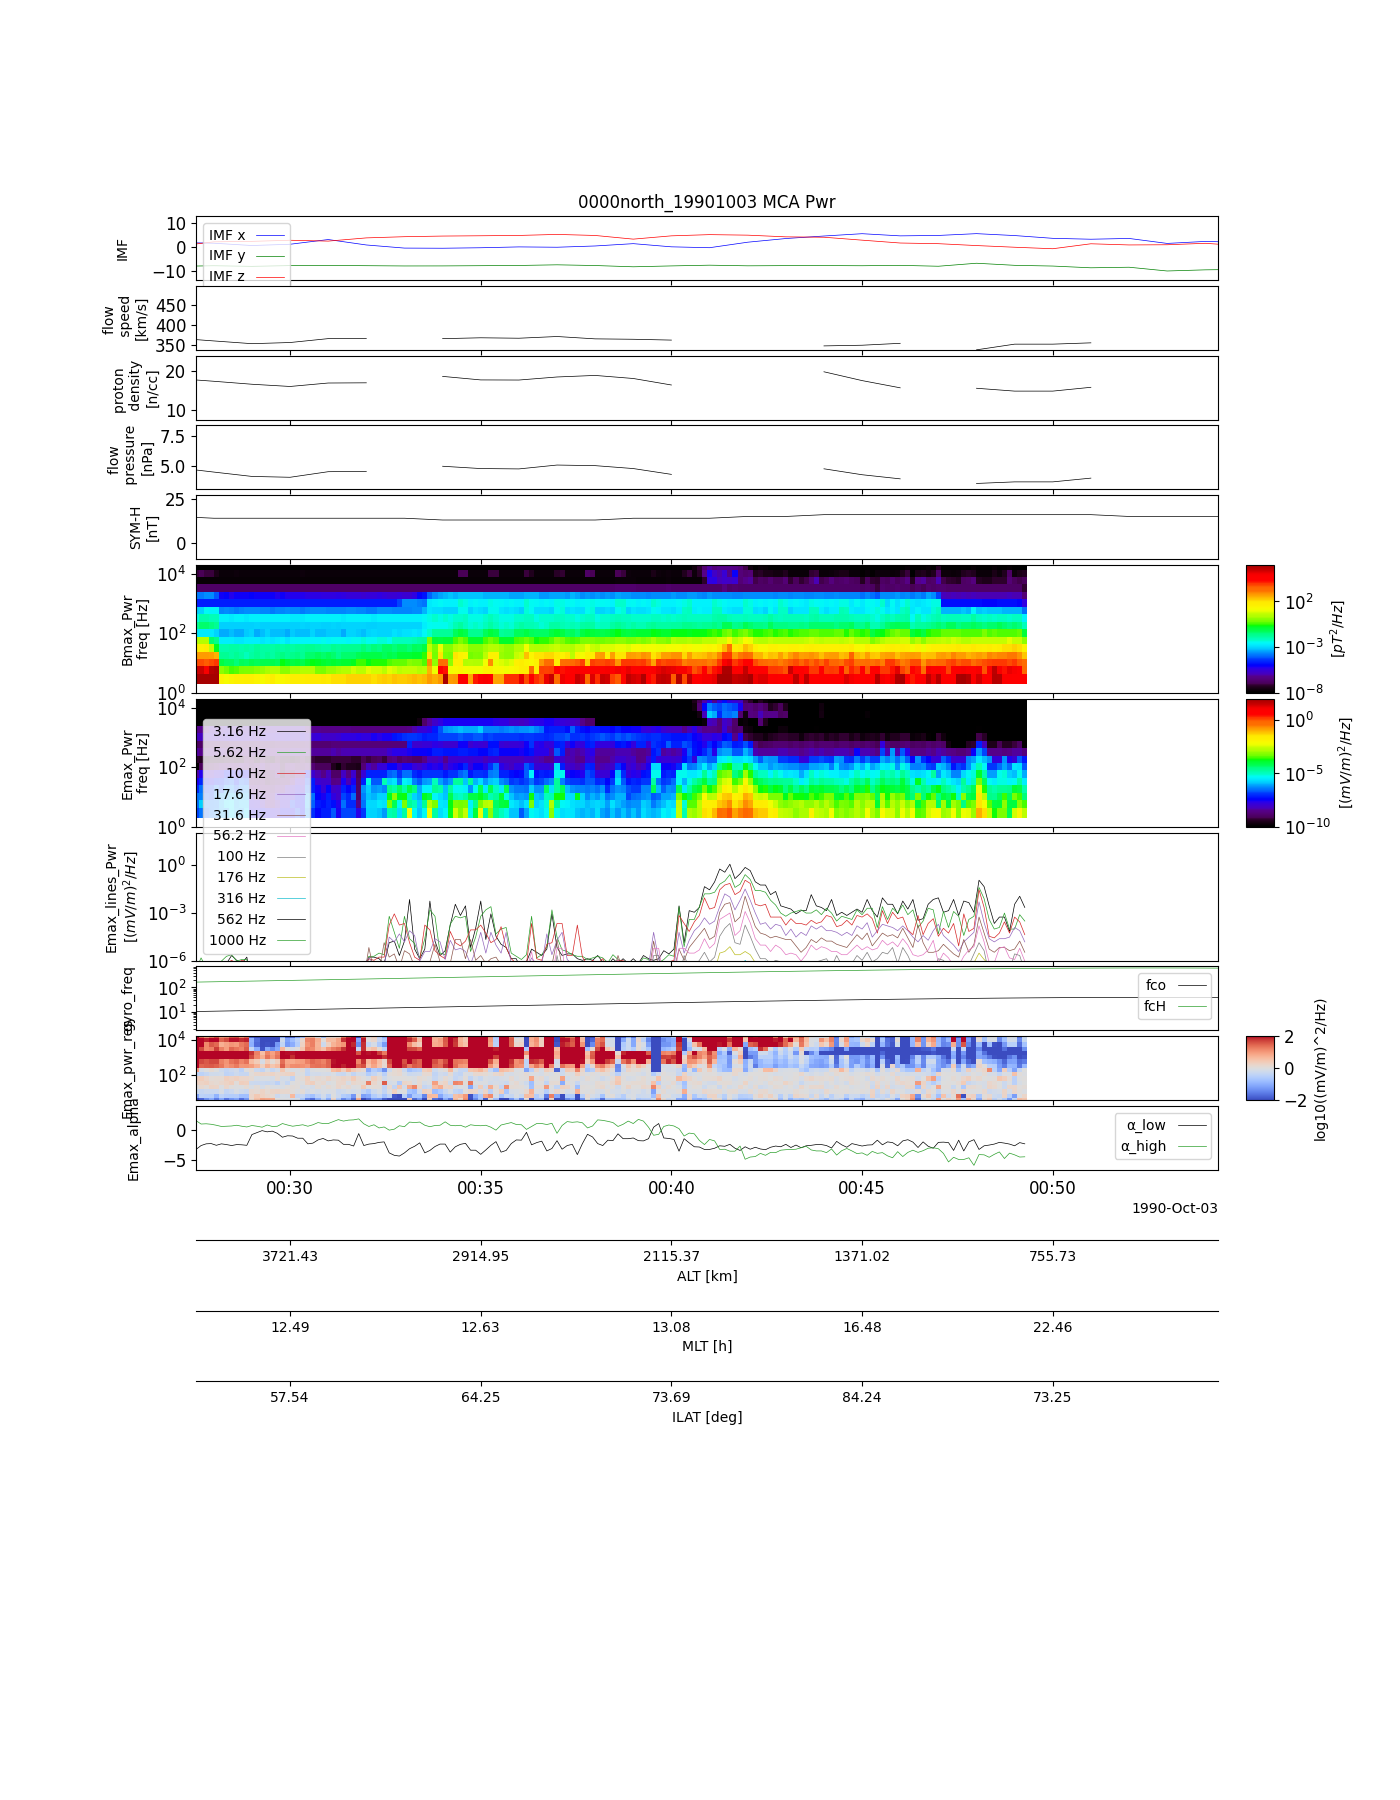 0000north_19901003 MCA Pwr
10
0
−10
IMF
IMF x
IMF y
IMF z
450
400
350
flow
speed
[km/s]
20
10
proton
density
[n/cc]
7.5
5.0
flow
pressure
[nPa]
25
0
SYM-H
[nT]
10^4
10^2
10^0
Bmax_Pwr
freq [Hz]
10^2
10^−3
10^−8
[pT^2/Hz]
10^4
10^2
10^0
Emax_Pwr
freq [Hz]
10^0
10^−5
10^−10
[(mV/m)^2/Hz]
3.16 Hz
5.62 Hz
10 Hz
17.6 Hz
31.6 Hz
56.2 Hz
100 Hz
176 Hz
316 Hz
562 Hz
1000 Hz
10^0
10^−3
10^−6
Emax_lines_Pwr
[(mV/m)^2/Hz]
10^2
10^1
gyro_freq
fco
fcH
10^4
10^2
Emax_pwr_res
2
0
−2
log10((mV/m)^2/Hz)
0
−5
Emax_alpha
α_low
α_high
00:30 00:35 00:40 00:45 00:50
1990-Oct-03
3721.43 2914.95 2115.37 1371.02 755.73
ALT [km]
12.49 12.63 13.08 16.48 22.46
MLT [h]
57.54 64.25 73.69 84.24 73.25
ILAT [deg]